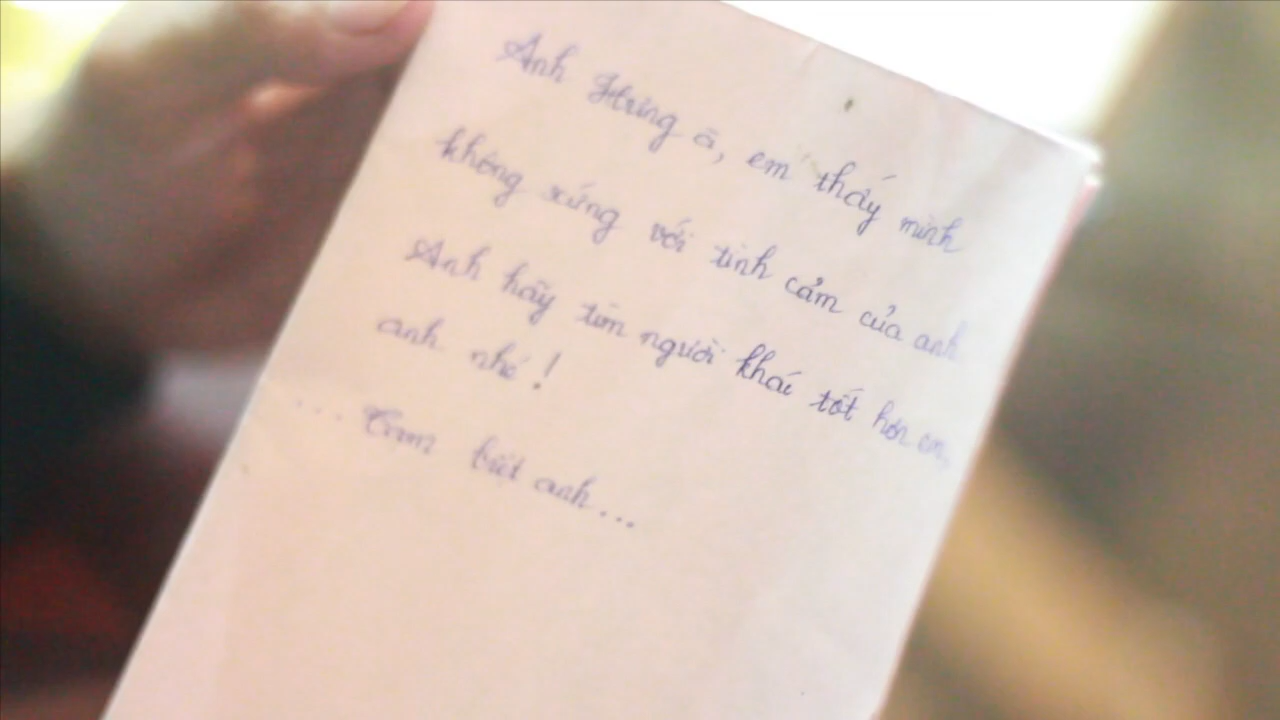 Anh Hưng ā, em thấy mình
không xứng với tình cảm của anh
Anh hãy tìm người khác tốt hơn em,
anh nhé!
... Tạm biệt anh...